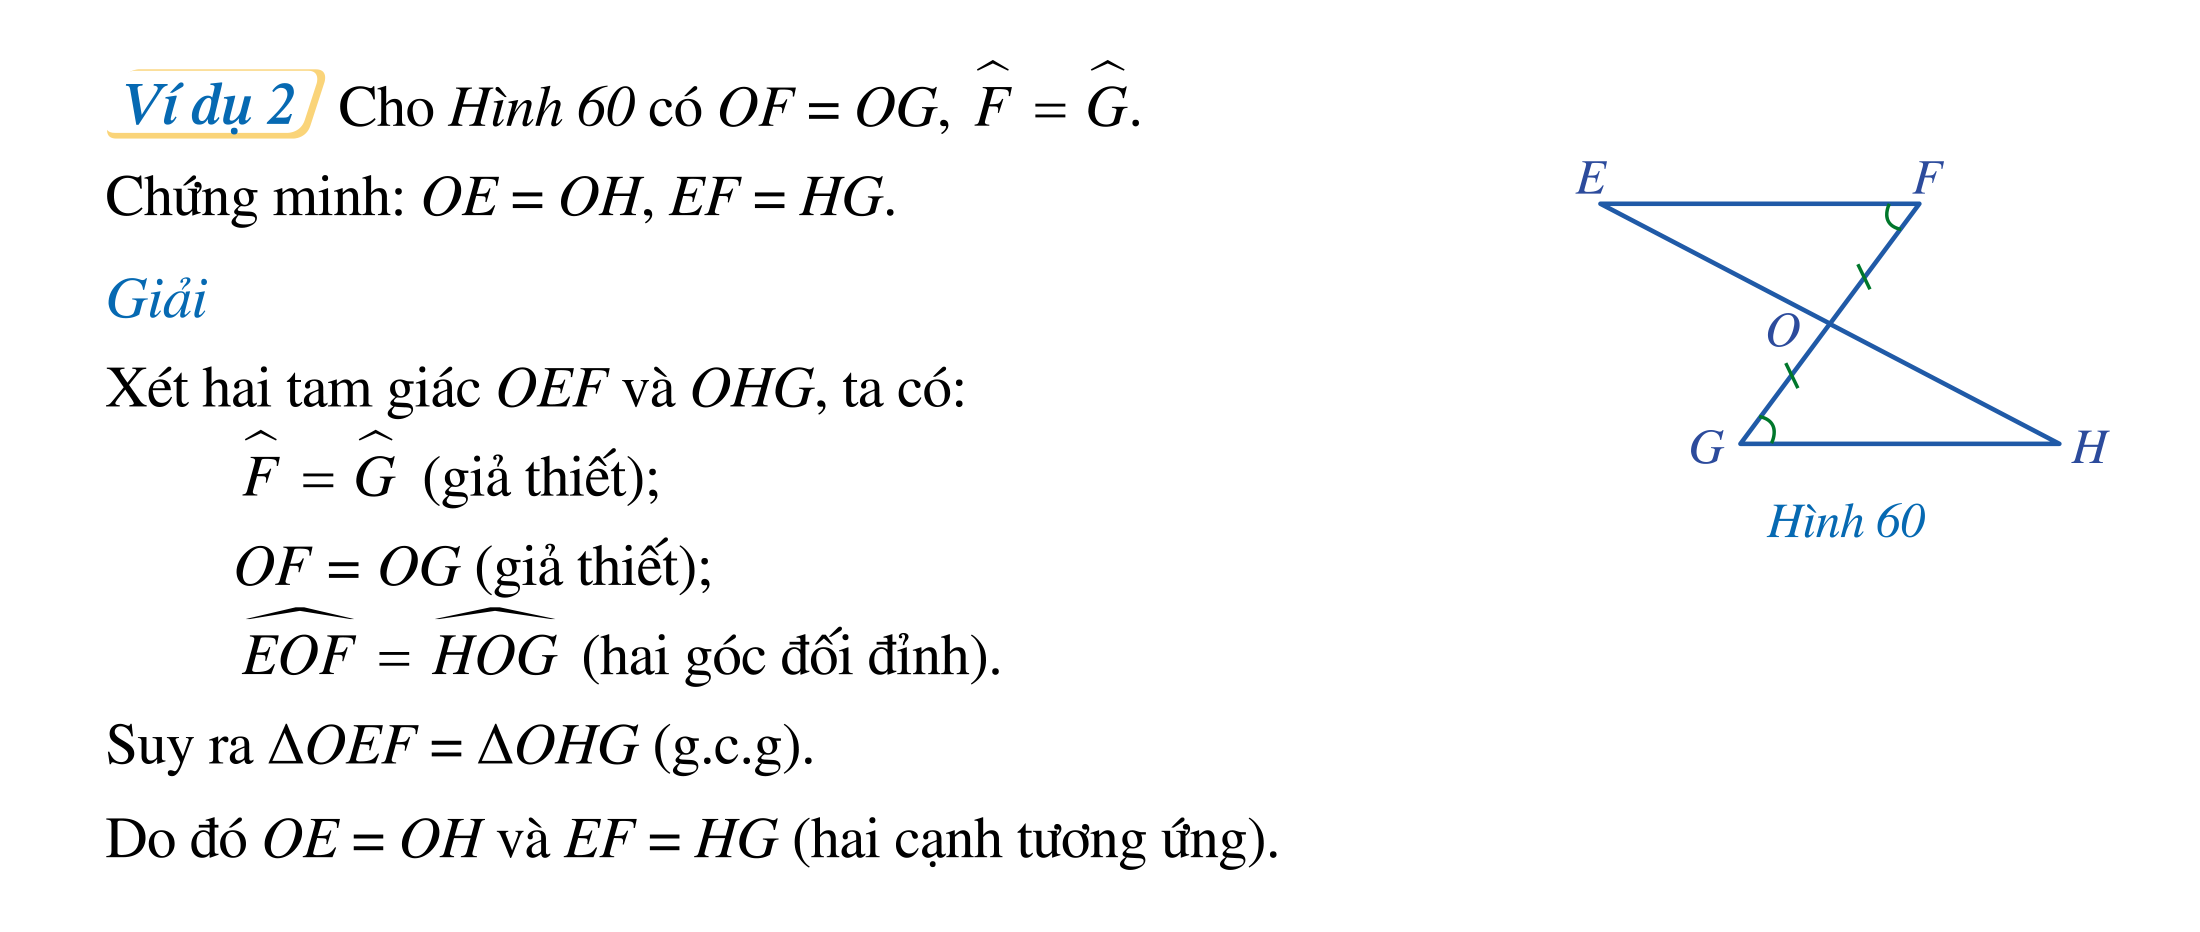 Ví dụ 2 Cho Hình 60 có OF = OG, F̂ = Ĝ.
Chứng minh: OE = OH, EF = HG.
Giải
Xét hai tam giác OEF và OHG, ta có:
F̂ = Ĝ (giả thiết);
OF = OG (giả thiết);
\widehat{EOF} = \widehat{HOG} (hai góc đối đỉnh).
Suy ra ΔOEF = ΔOHG (g.c.g).
Do đó OE = OH và EF = HG (hai cạnh tương ứng).
E F
O
G H
Hình 60